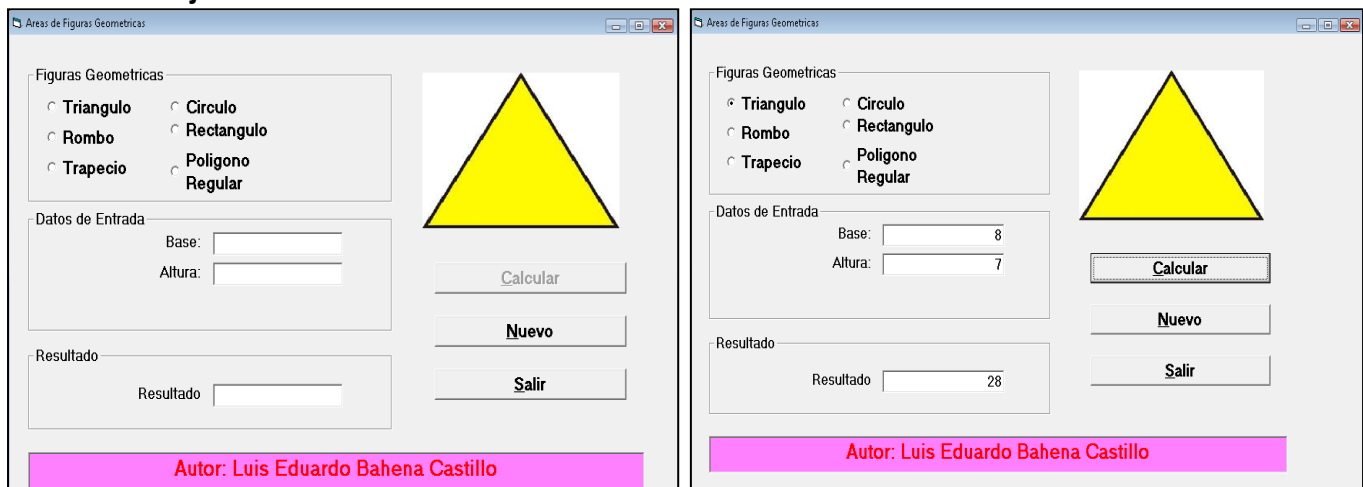 Areas de Figuras Geometricas
Figuras Geometricas
Triangulo
Circulo
Rombo
Rectangulo
Trapecio
Poligono
Regular
Datos de Entrada
Base:
Altura:
Calcular
Nuevo
Resultado
Resultado
Salir
Autor: Luis Eduardo Bahena Castillo
Areas de Figuras Geometricas
Figuras Geometricas
Triangulo
Circulo
Rombo
Rectangulo
Trapecio
Poligono
Regular
Datos de Entrada
Base: 8
Altura: 7
Calcular
Nuevo
Resultado
Resultado 28
Salir
Autor: Luis Eduardo Bahena Castillo